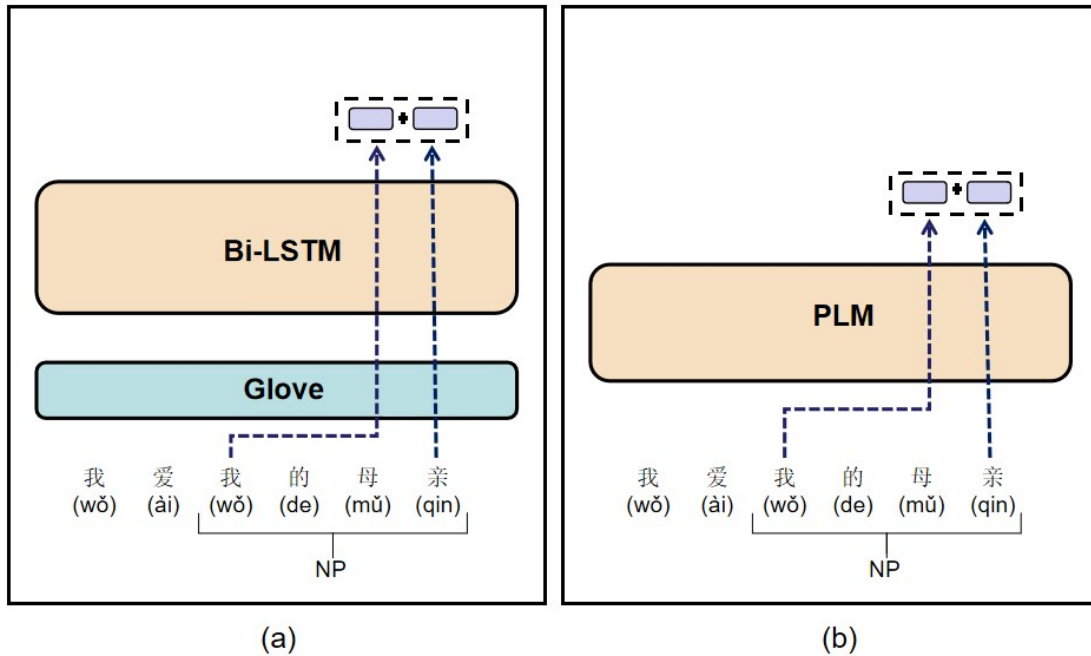 Bi-LSTM
Glove
我 爱 我 的 母 亲
(wǒ) (ài) (wǒ) (de) (mǔ) (qin)
NP
(a)
PLM
我 爱 我 的 母 亲
(wǒ) (ài) (wǒ) (de) (mǔ) (qin)
NP
(b)